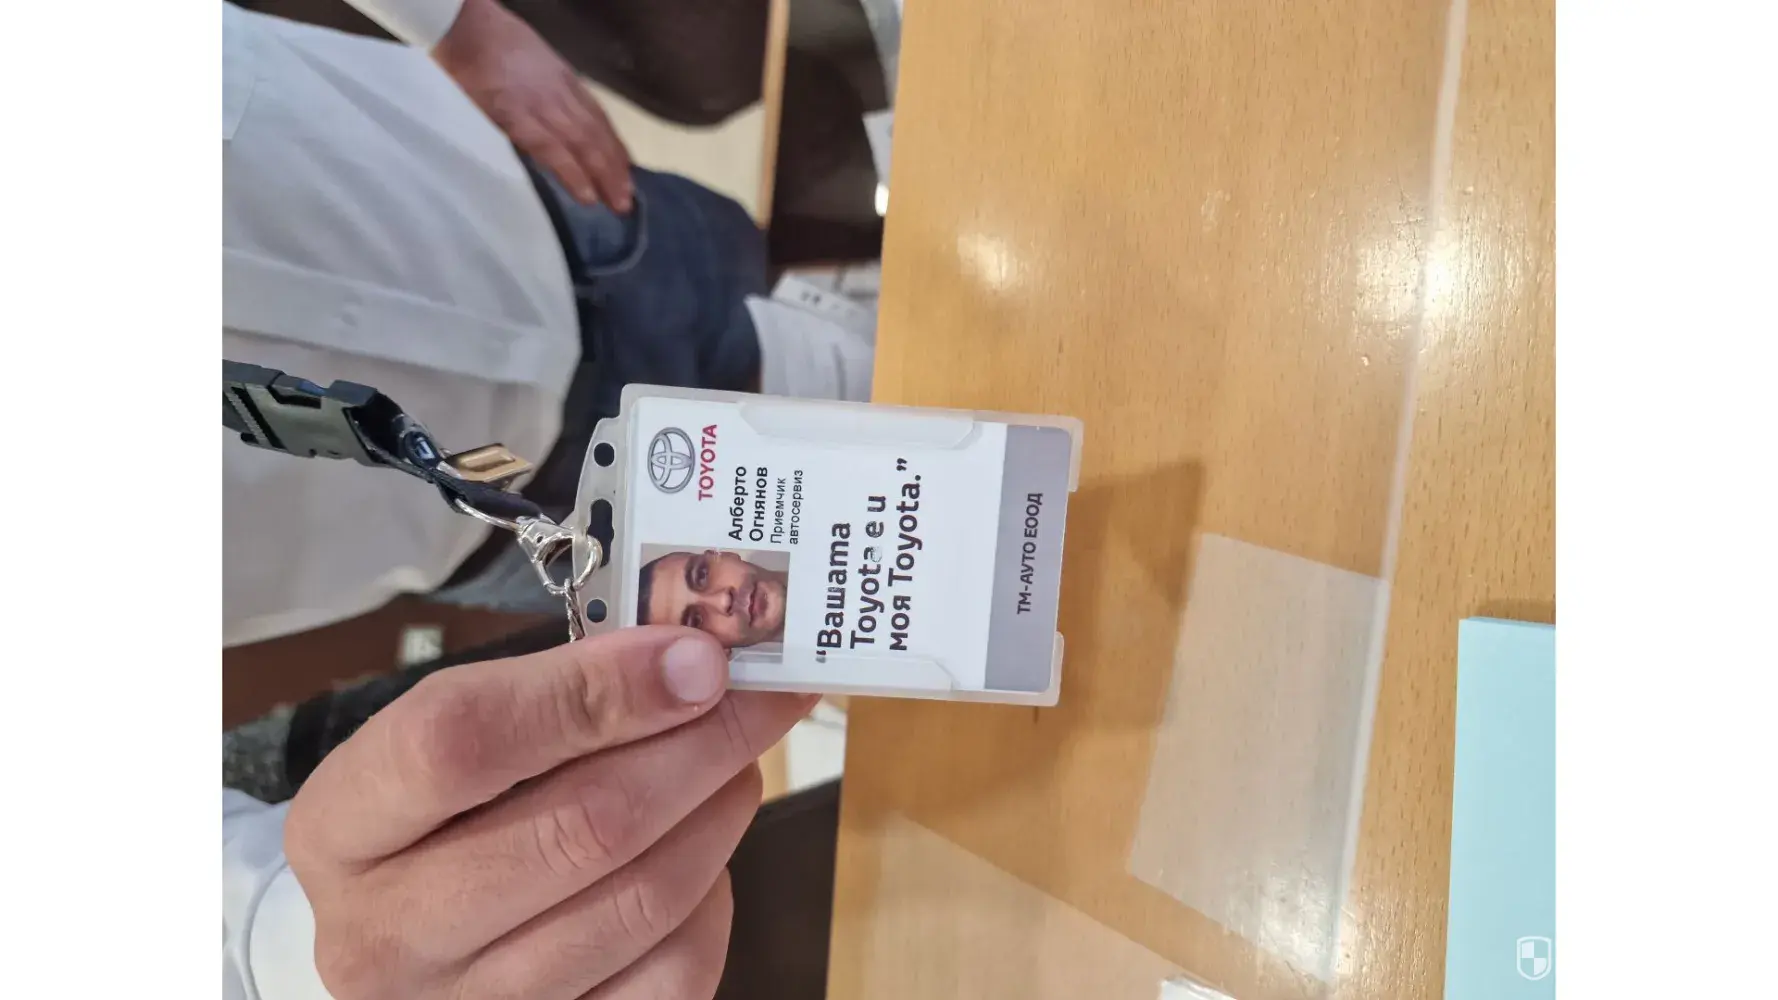 TOYOTA
Алберто
Огнянов
Приемчик
автосервиз
“Вашата
Toyota е и
моя Toyota.”
ТМ-АУТО ЕООД